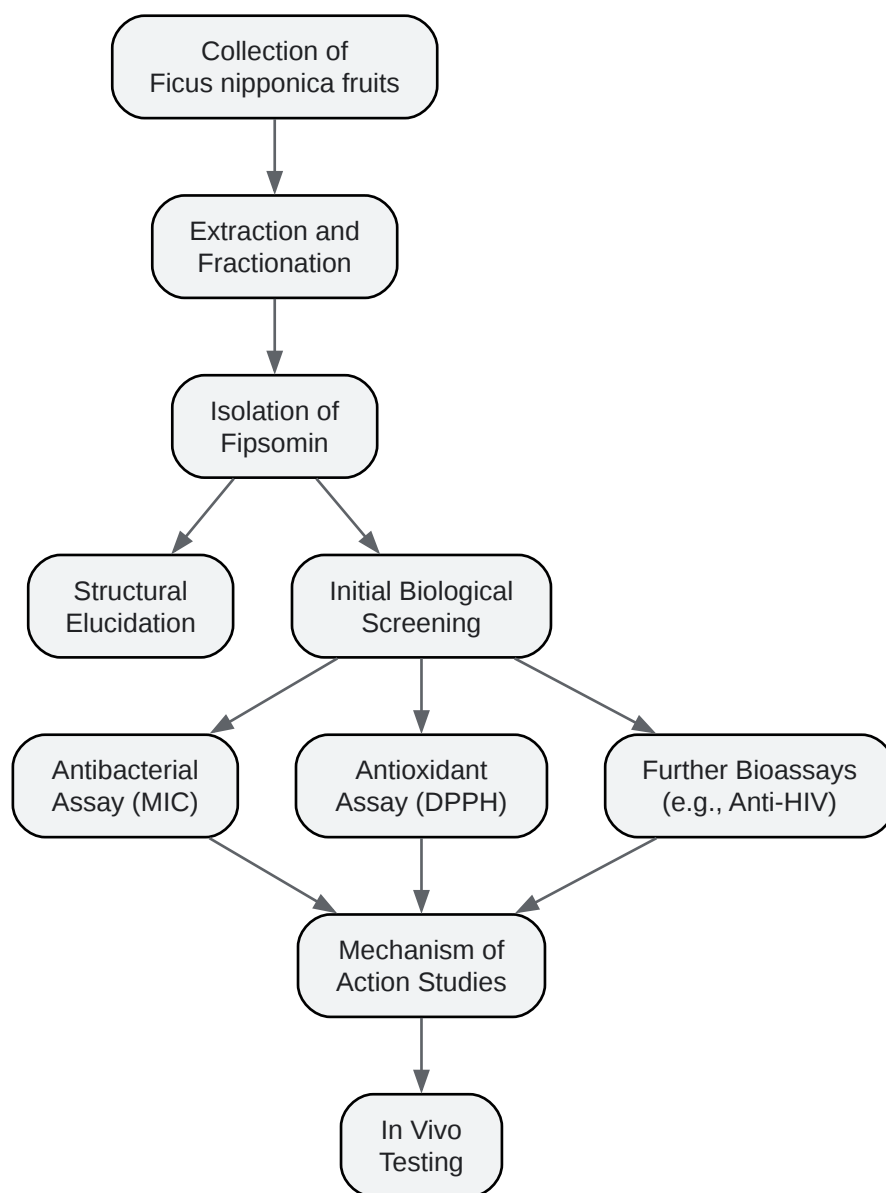 Collection of
Ficus nipponica fruits
Extraction and
Fractionation
Isolation of
Fipsomin
Structural
Elucidation
Initial Biological
Screening
Antibacterial
Assay (MIC)
Antioxidant
Assay (DPPH)
Further Bioassays
(e.g., Anti-HIV)
Mechanism of
Action Studies
In Vivo
Testing